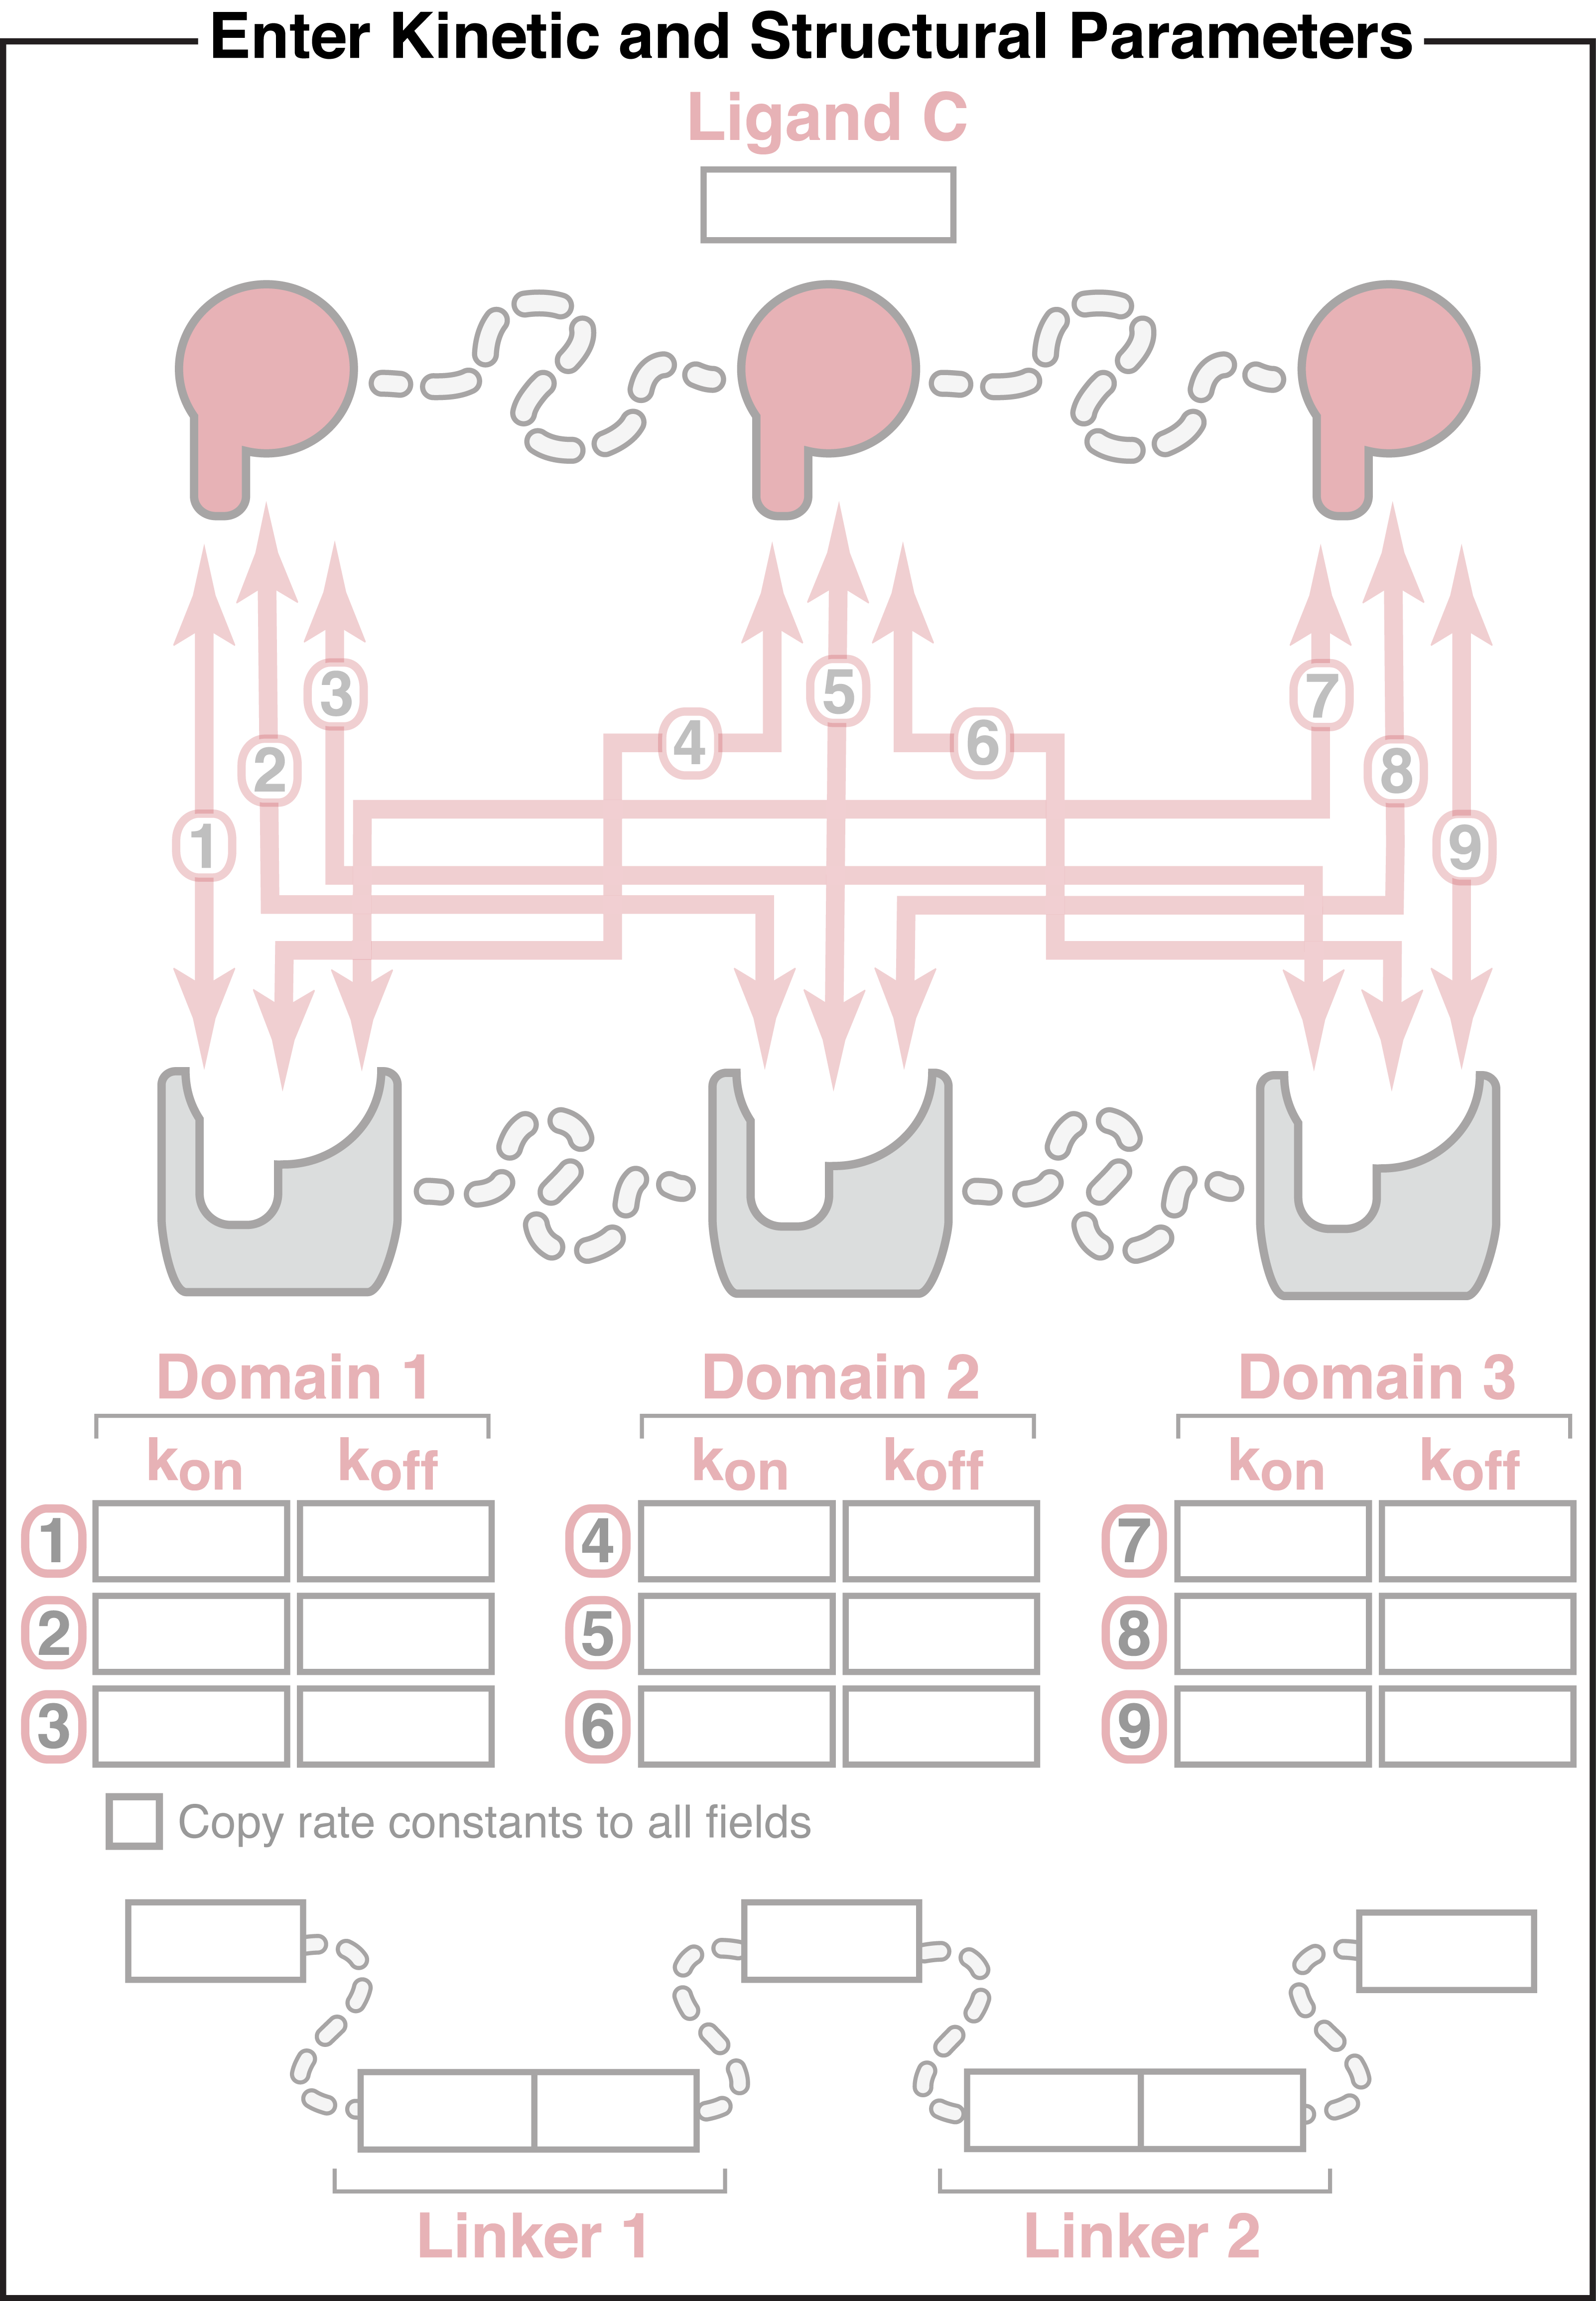 Enter Kinetic and Structural Parameters
Ligand C
3
5
7
4
6
2
8
1
9
Domain 1 Domain 2 Domain 3
kon koff kon koff kon koff
1 4 7
2 5 8
3 6 9
Copy rate constants to all fields
Linker 1 Linker 2